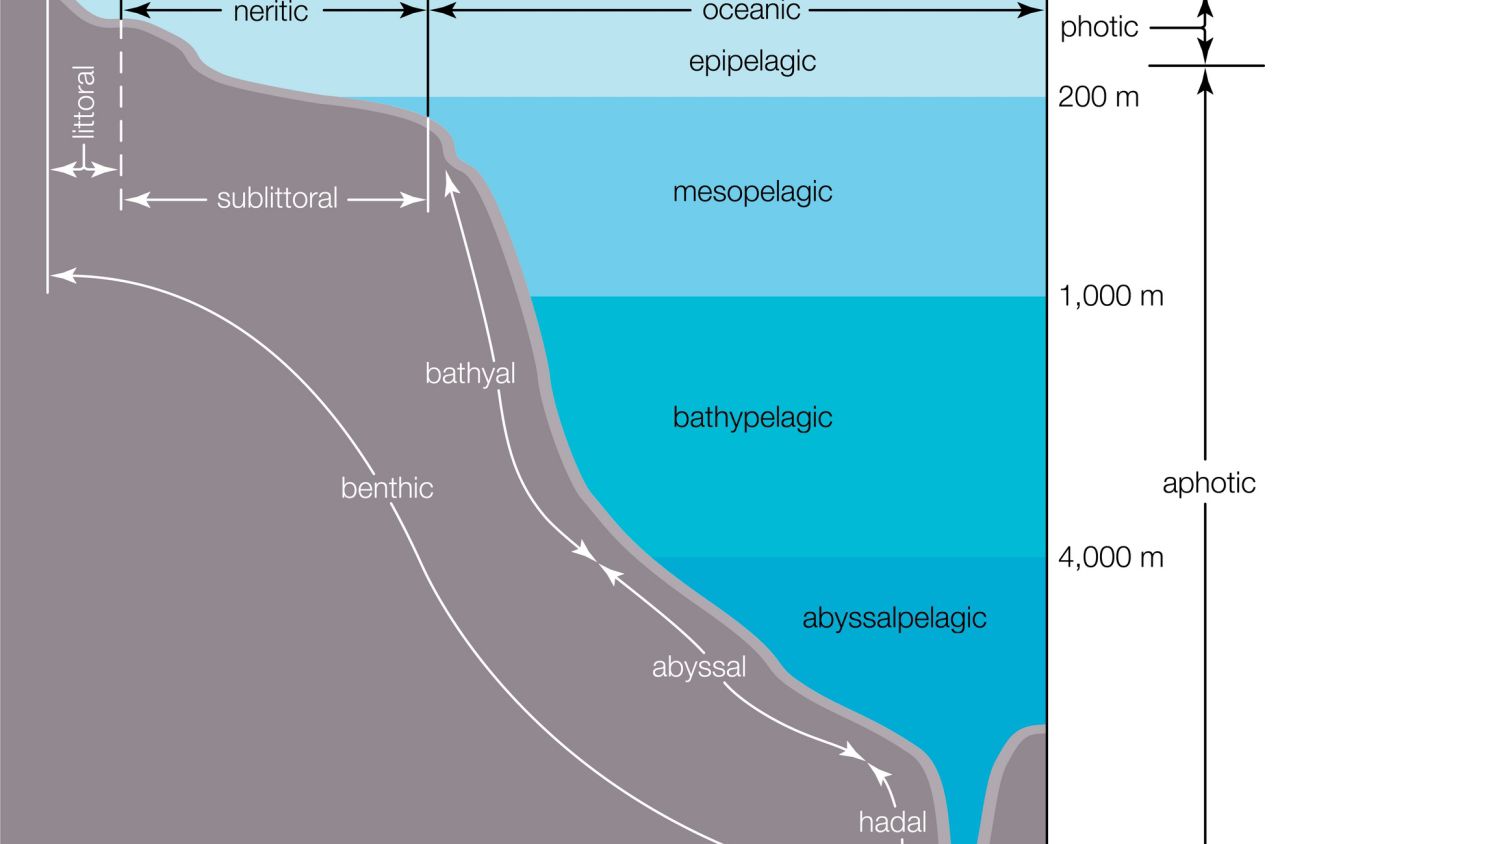 neritic
oceanic
photic
epipelagic
200 m
littoral
mesopelagic
sublittoral
1,000 m
bathyal
bathypelagic
benthic
aphotic
4,000 m
abyssalpelagic
abyssal
hadal